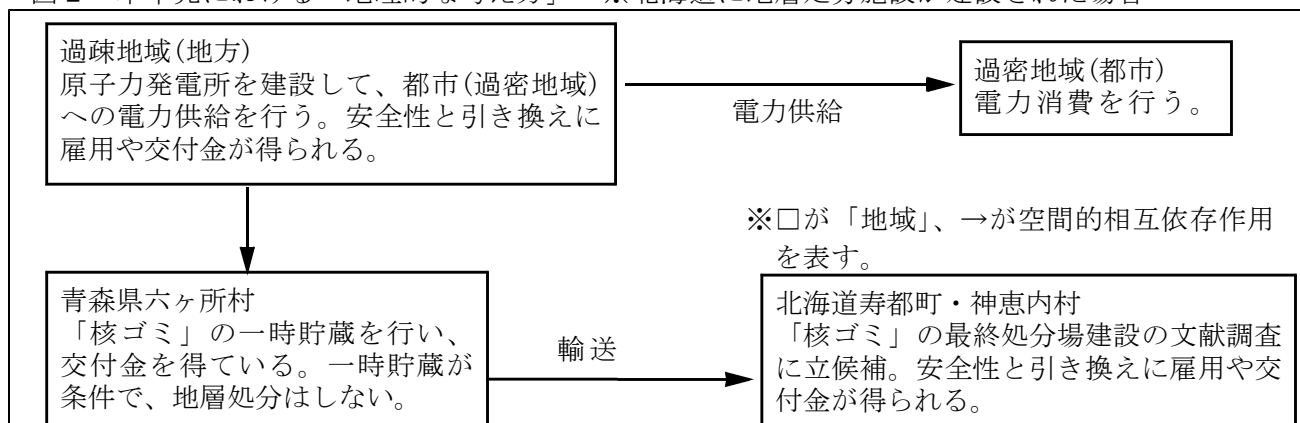 過疎地域(地方)
原子力発電所を建設して、都市(過密地域)
への電力供給を行う。安全性と引き換えに
雇用や交付金が得られる。
電力供給
過密地域(都市)
電力消費を行う。
※□が「地域」、→が空間的相互依存作用
を表す。
青森県六ヶ所村
「核ゴミ」の一時貯蔵を行い、
交付金を得ている。一時貯蔵が
条件で、地層処分はしない。
輸送
北海道寿都町・神恵内村
「核ゴミ」の最終処分場建設の文献調査
に立候補。安全性と引き換えに雇用や交
付金が得られる。